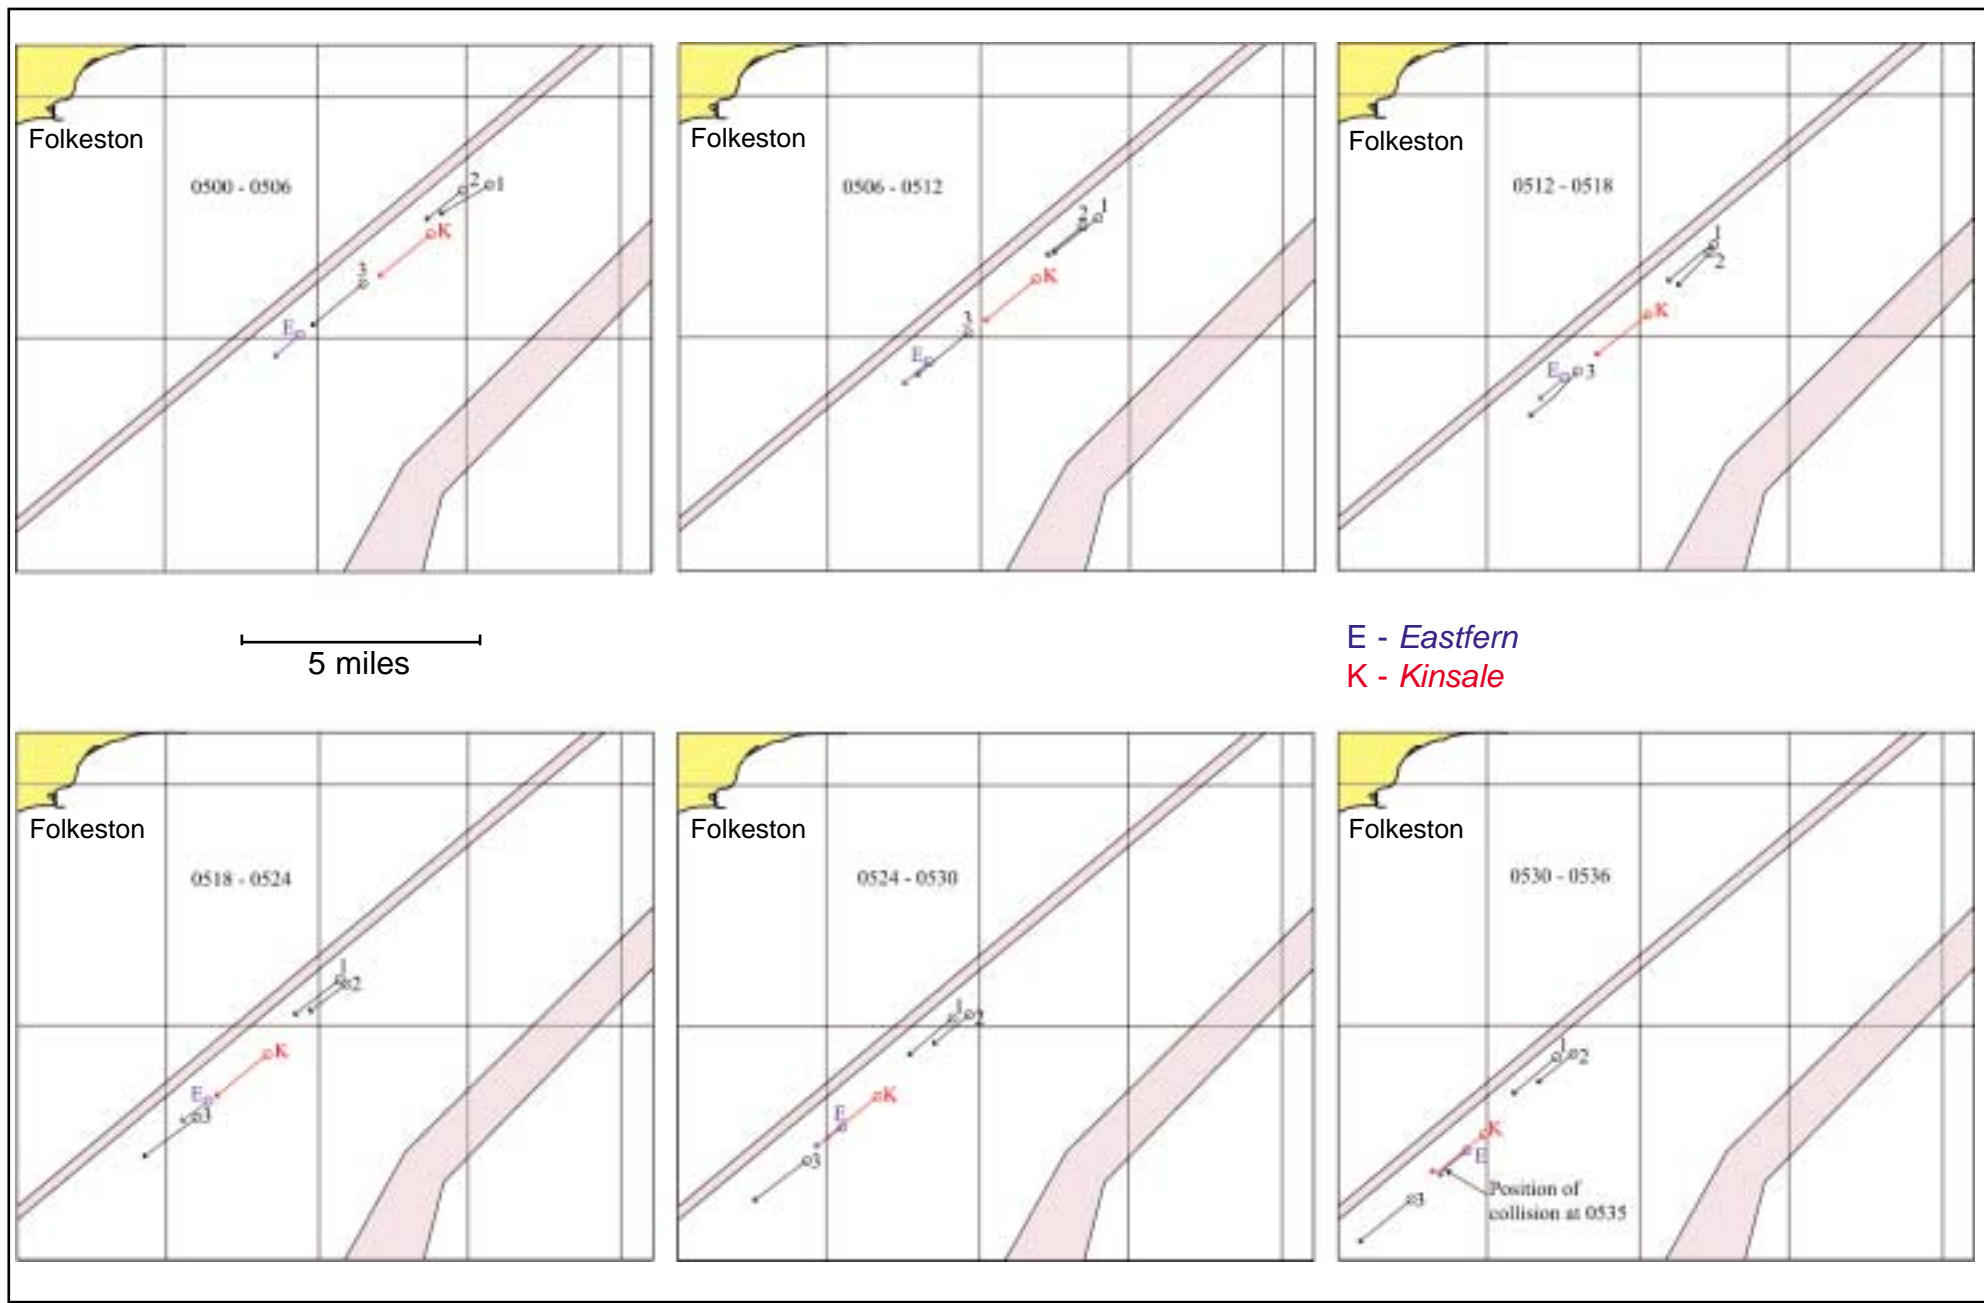 Folkeston
0500 - 0506
2
1
K
3
E
Folkeston
0506 - 0512
1
2
K
3
E
Folkeston
0512 - 0518
1
2
K
E
3
5 miles
E - Eastfern
K - Kinsale
Folkeston
0518 - 0524
1
2
K
E
3
Folkeston
0524 - 0530
1
2
K
E
3
Folkeston
0530 - 0536
1
2
K
E
3
Position of
collision at 0535